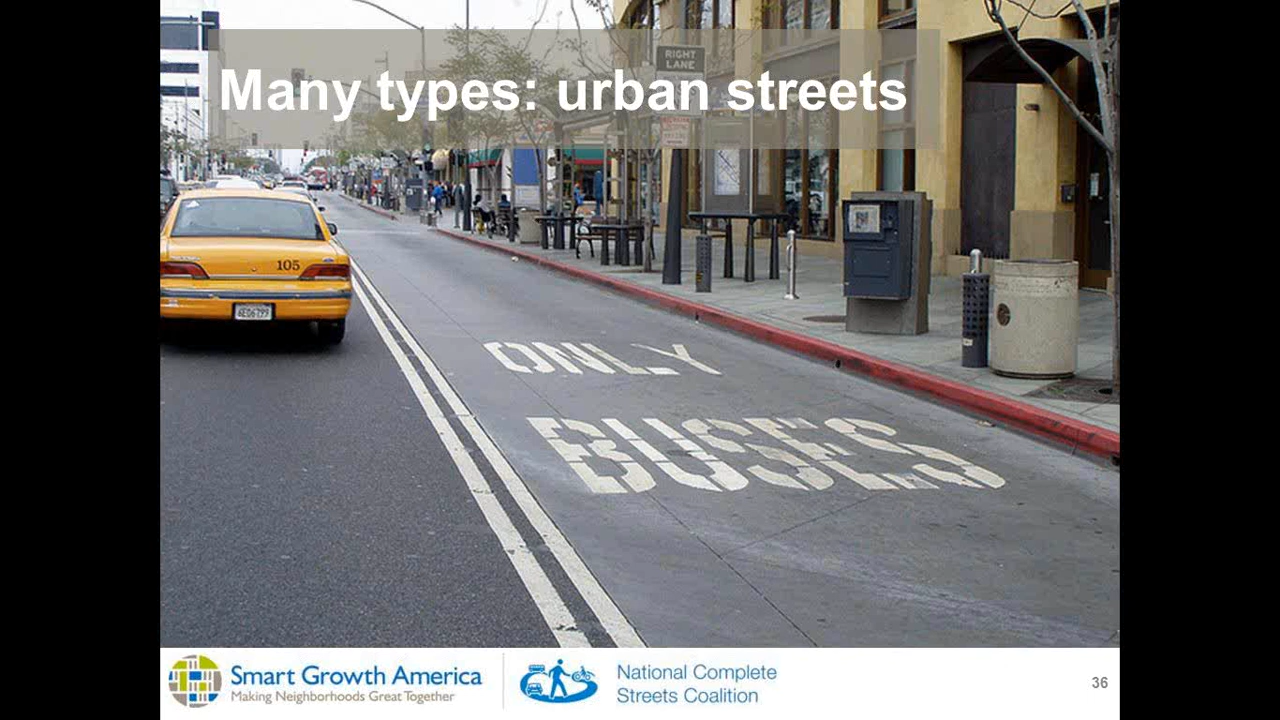 Many types: urban streets
RIGHT
LANE
105
ONLY
BUSES
Smart Growth America
Making Neighborhoods Great Together
National Complete
Streets Coalition
36